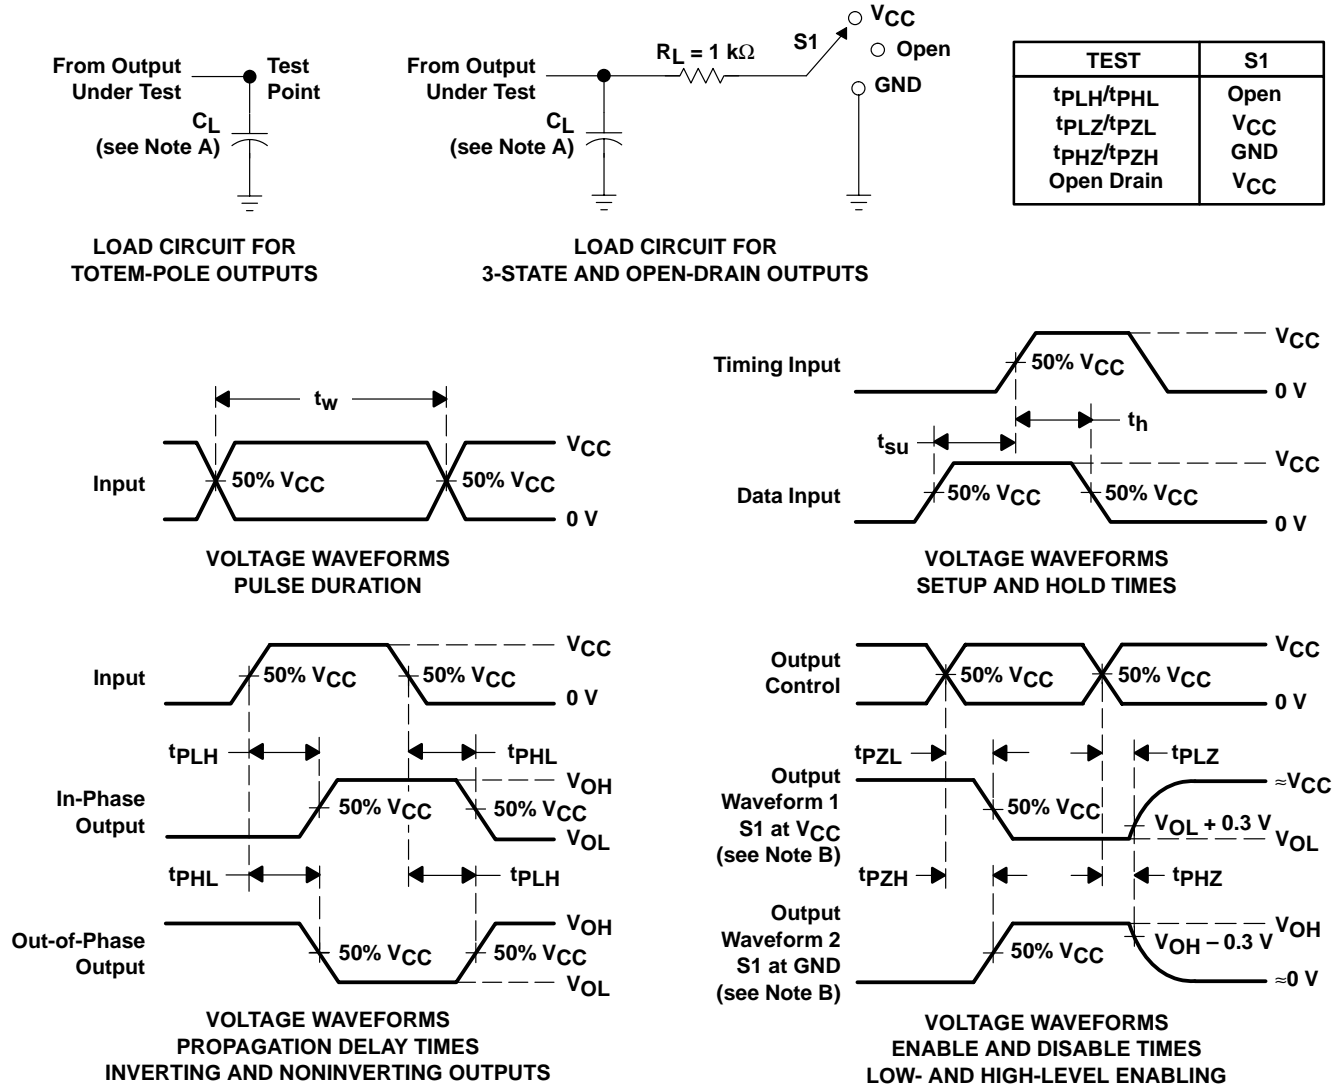 From Output
Under Test
Test
Point
CL
(see Note A)
LOAD CIRCUIT FOR
TOTEM-POLE OUTPUTS
From Output
Under Test
RL = 1 kΩ
S1
VCC
Open
GND
CL
(see Note A)
LOAD CIRCUIT FOR
3-STATE AND OPEN-DRAIN OUTPUTS
TEST S1
tPLH/tPHL Open
tPLZ/tPZL VCC
tPHZ/tPZH GND
Open Drain VCC
tw
Input
50% VCC
50% VCC
VCC
0 V
VOLTAGE WAVEFORMS
PULSE DURATION
Timing Input
50% VCC
VCC
0 V
th
tsu
Data Input
50% VCC
50% VCC
VCC
0 V
VOLTAGE WAVEFORMS
SETUP AND HOLD TIMES
Input
50% VCC
50% VCC
VCC
0 V
tPLH
tPHL
In-Phase
Output
50% VCC
50% VCC
VOH
VOL
tPHL
tPLH
Out-of-Phase
Output
50% VCC
50% VCC
VOH
VOL
VOLTAGE WAVEFORMS
PROPAGATION DELAY TIMES
INVERTING AND NONINVERTING OUTPUTS
Output
Control
50% VCC
50% VCC
VCC
0 V
tPZL
tPLZ
Output
Waveform 1
S1 at VCC
(see Note B)
50% VCC
≈VCC
VOL + 0.3 V
VOL
tPZH
tPHZ
Output
Waveform 2
S1 at GND
(see Note B)
50% VCC
VOH
VOH − 0.3 V
≈0 V
VOLTAGE WAVEFORMS
ENABLE AND DISABLE TIMES
LOW- AND HIGH-LEVEL ENABLING